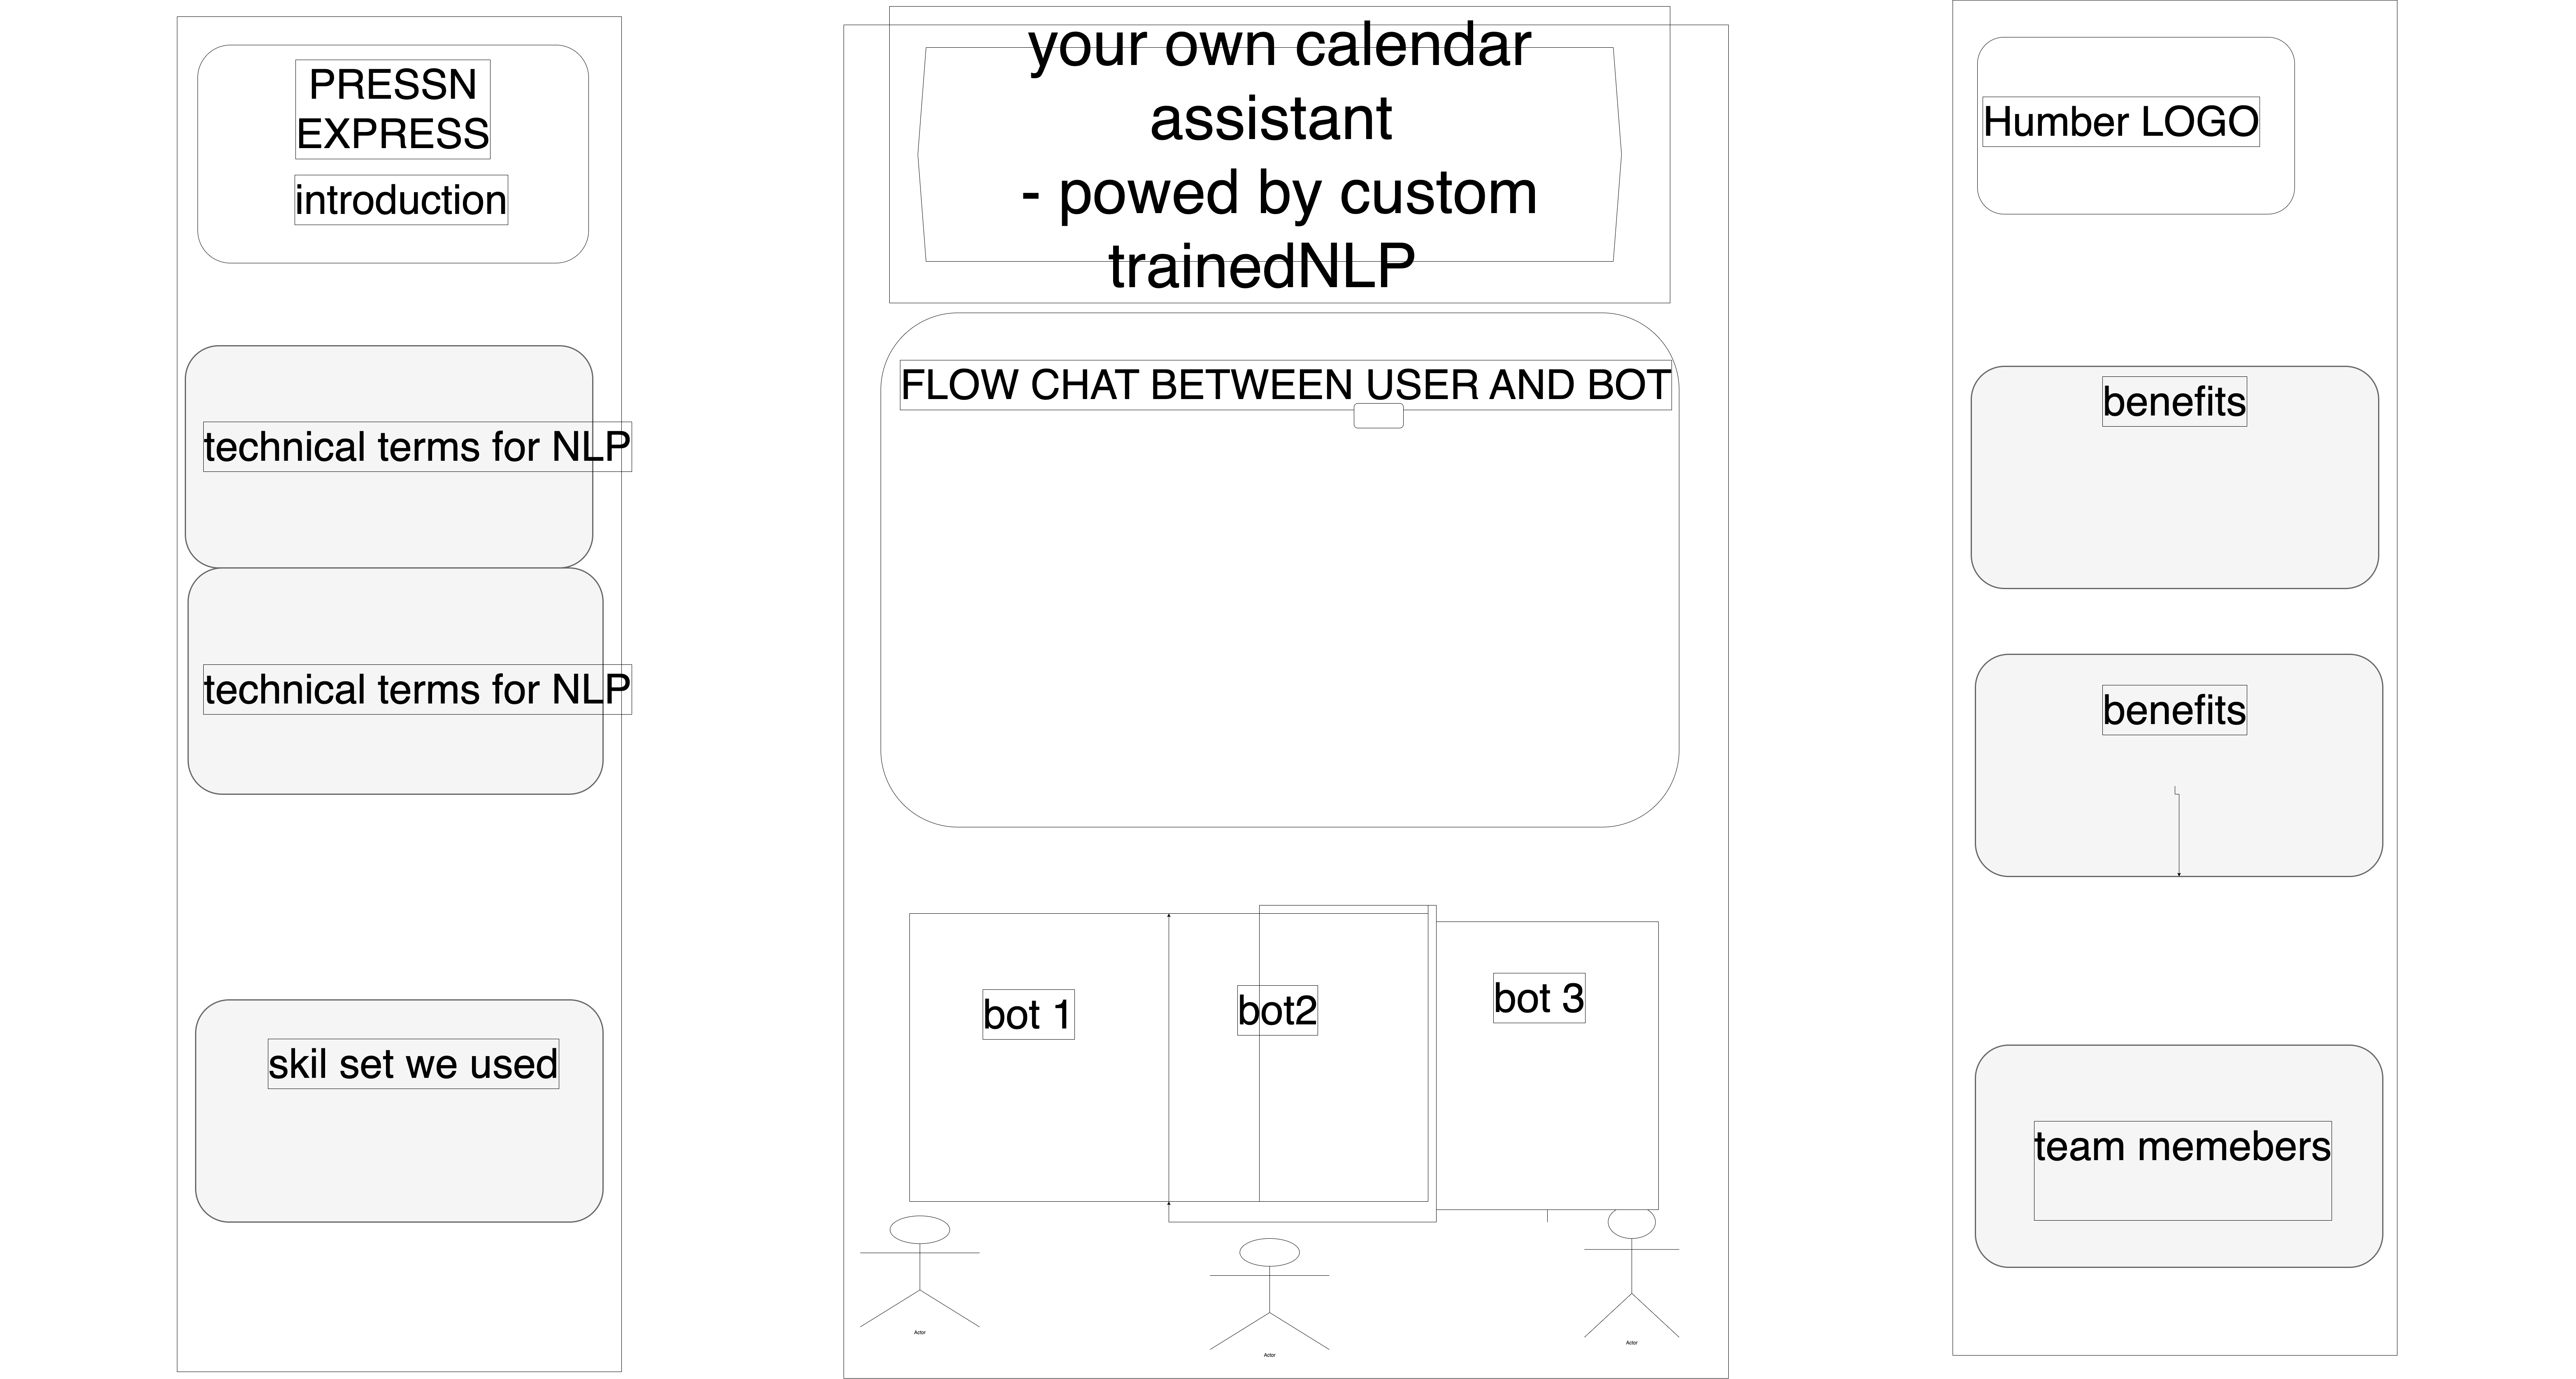 PRESSN
EXPRESS
introduction
technical terms for NLP
technical terms for NLP
skil set we used
your own calendar
assistant
- powed by custom
trainedNLP
FLOW CHAT BETWEEN USER AND BOT
bot 1
bot2
bot 3
Actor
Actor
Actor
Humber LOGO
benefits
benefits
team memebers